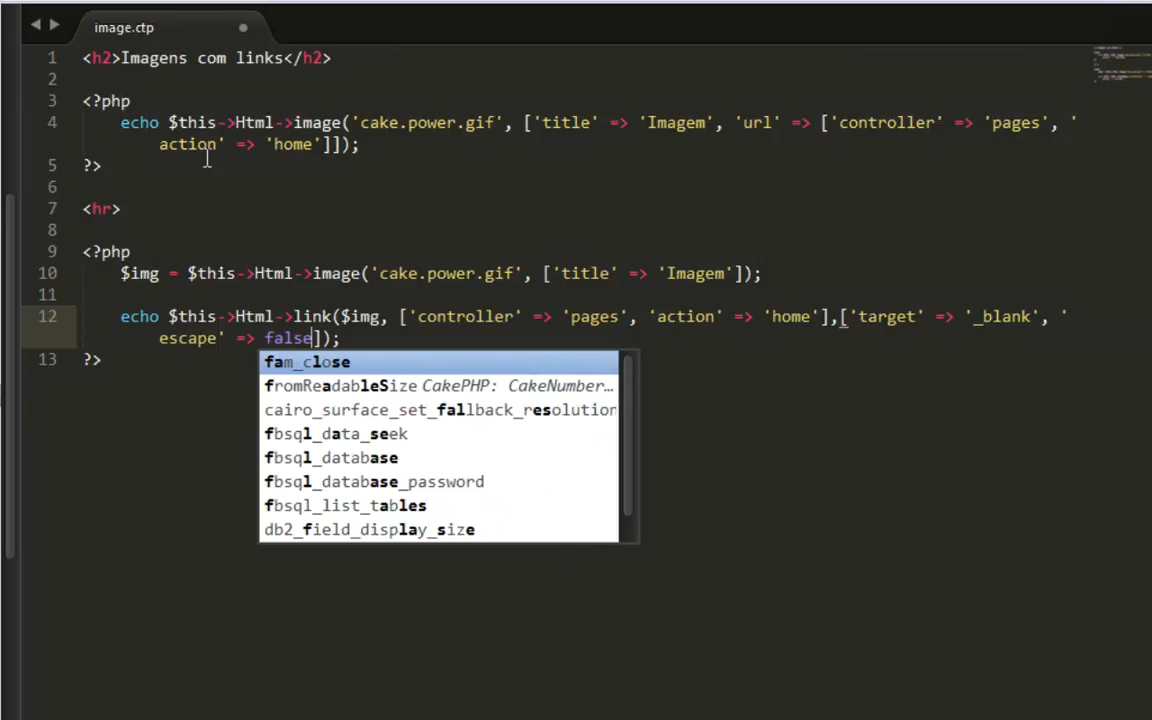 image.ctp
1 <h2>Imagens com links</h2>
2
3 <?php
4 echo $this->Html->image('cake.power.gif', ['title' => 'Imagem', 'url' => ['controller' => 'pages', '
action' => 'home']]);
5 ?>
6
7 <hr>
8
9 <?php
10 $img = $this->Html->image('cake.power.gif', ['title' => 'Imagem']);
11
12 echo $this->Html->link($img, ['controller' => 'pages', 'action' => 'home'],['target' => '_blank', '
escape' => false]);
13 ?>
fam_close
fromReadableSize CakePHP: CakeNumber...
cairo_surface_set_fallback_resolution
fbsql_data_seek
fbsql_database
fbsql_database_password
fbsql_list_tables
db2_field_display_size